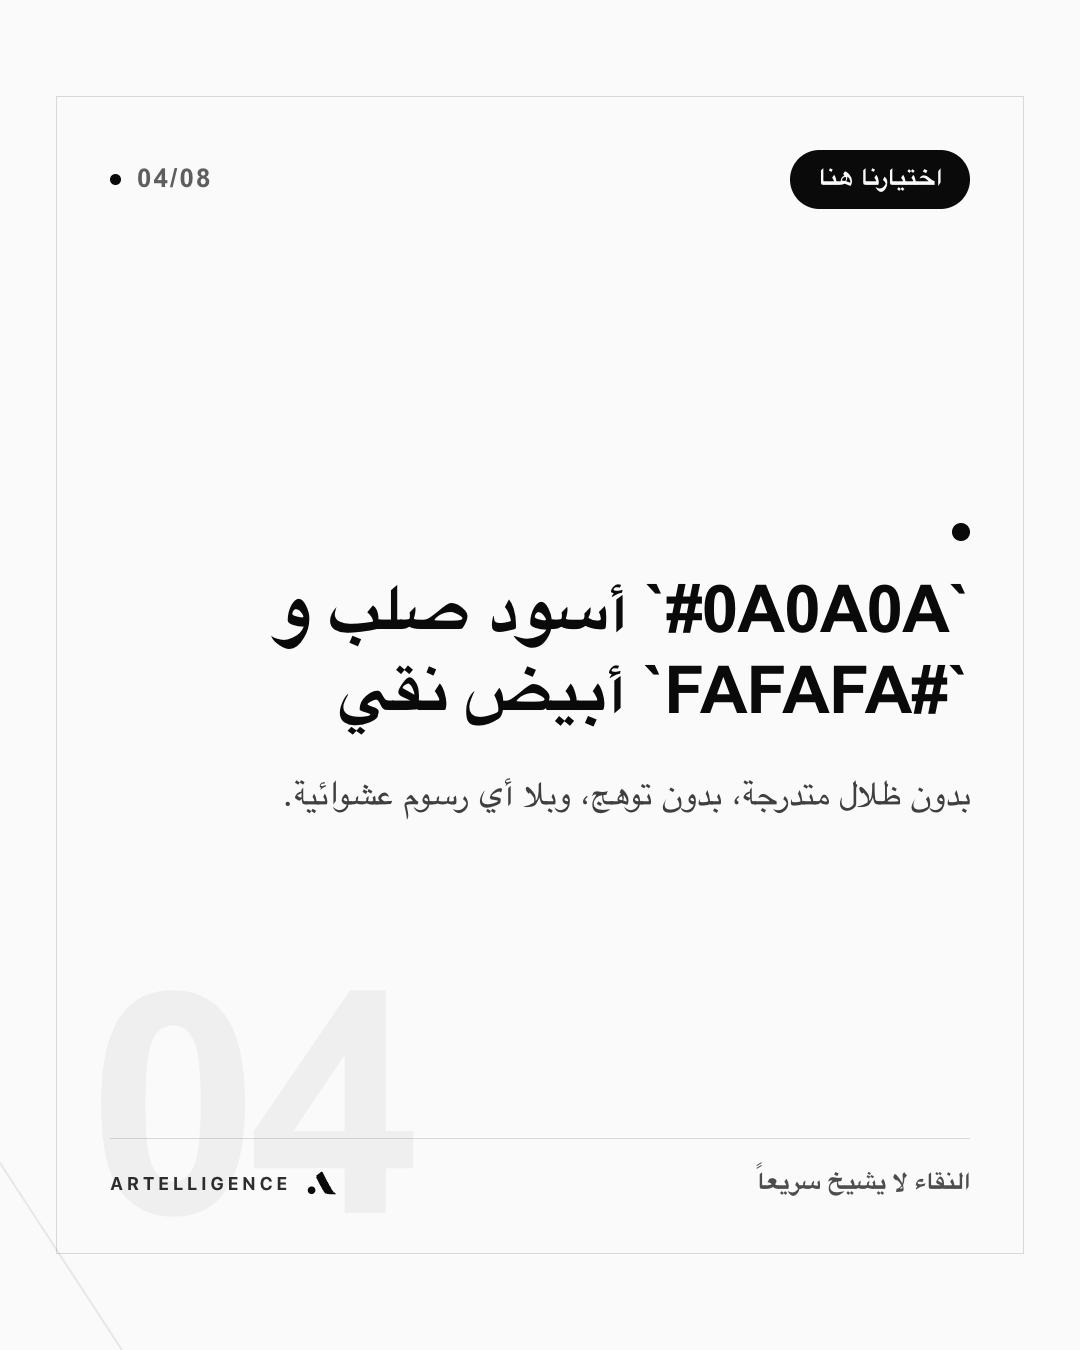 اختيارنا هنا
04/08
`#0A0A0A` أسود صلب و
`#FAFAFA` أبيض نقي
بدون ظلال متدرجة، بدون توهج، وبلا أي رسوم عشوائية.
04
النقاء لا يشيخ سريعاً
ARTELLIGENCE